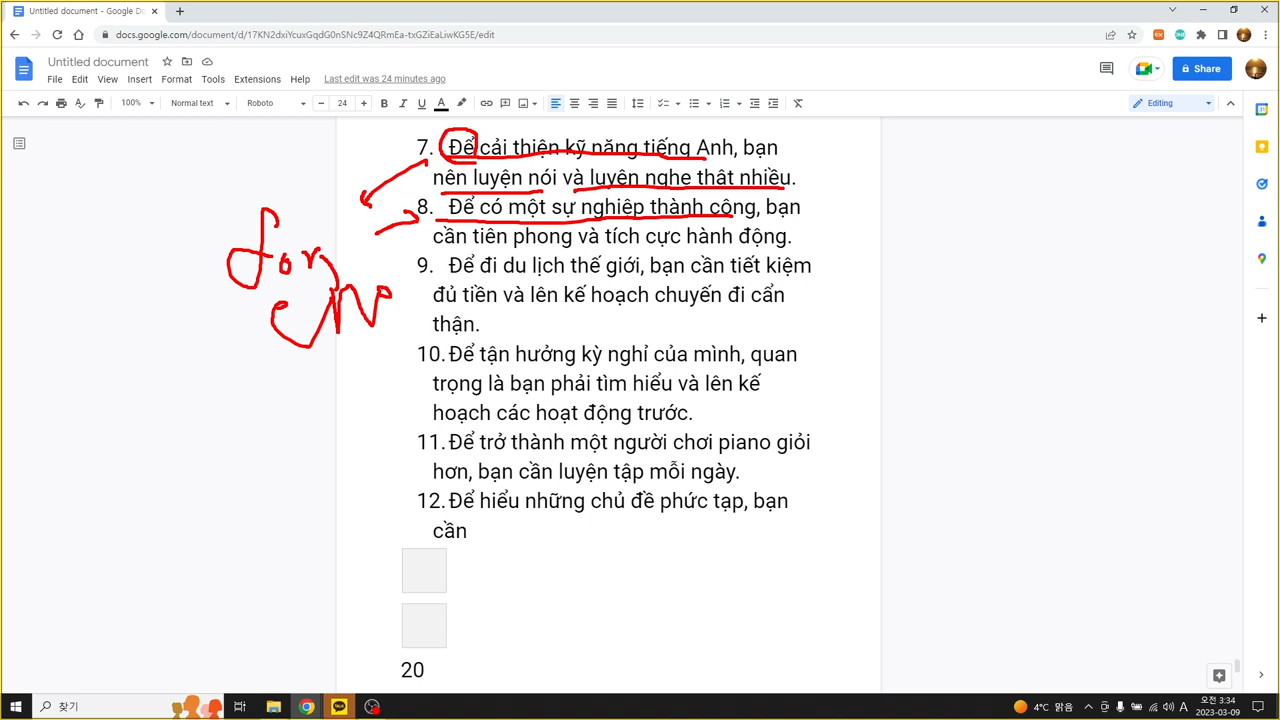 Untitled document - Google Do
docs.google.com/document/d/17KN2dxiYcuxGqdG0nSNc9Z4QRmEa-txGZiEaLiwKG5E/edit
Untitled document
File Edit View Insert Format Tools Extensions Help Last edit was 24 minutes ago
Share
100% Normal text Roboto 24 Editing
7. Để cải thiện kỹ năng tiếng Anh, bạn
nên luyện nói và luyện nghe thật nhiều.
8. Để có một sự nghiệp thành công, bạn
cần tiên phong và tích cực hành động.
9. Để đi du lịch thế giới, bạn cần tiết kiệm
đủ tiền và lên kế hoạch chuyến đi cẩn
thận.
10. Để tận hưởng kỳ nghỉ của mình, quan
trọng là bạn phải tìm hiểu và lên kế
hoạch các hoạt động trước.
11. Để trở thành một người chơi piano giỏi
hơn, bạn cần luyện tập mỗi ngày.
12. Để hiểu những chủ đề phức tạp, bạn
cần
20
for
찾기
TALK
4°C 맑음
A
오전 3:34
2023-03-09